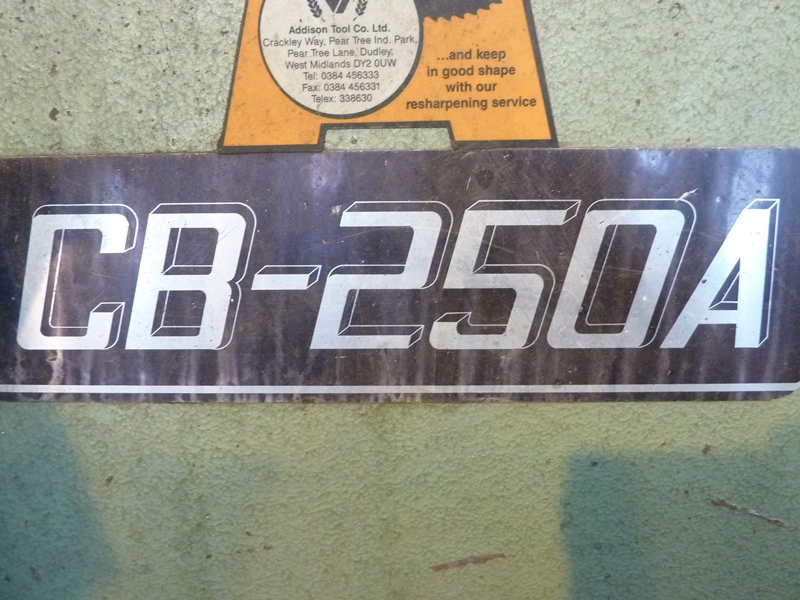 Addison Tool Co. Ltd.
Crackley Way, Pear Tree Ind. Park,
Pear Tree Lane, Dudley,
West Midlands DY2 0UW
Tel: 0384 456333
Fax: 0384 456331
Telex: 338630
...and keep
in good shape
with our
resharpening service
CB-250A